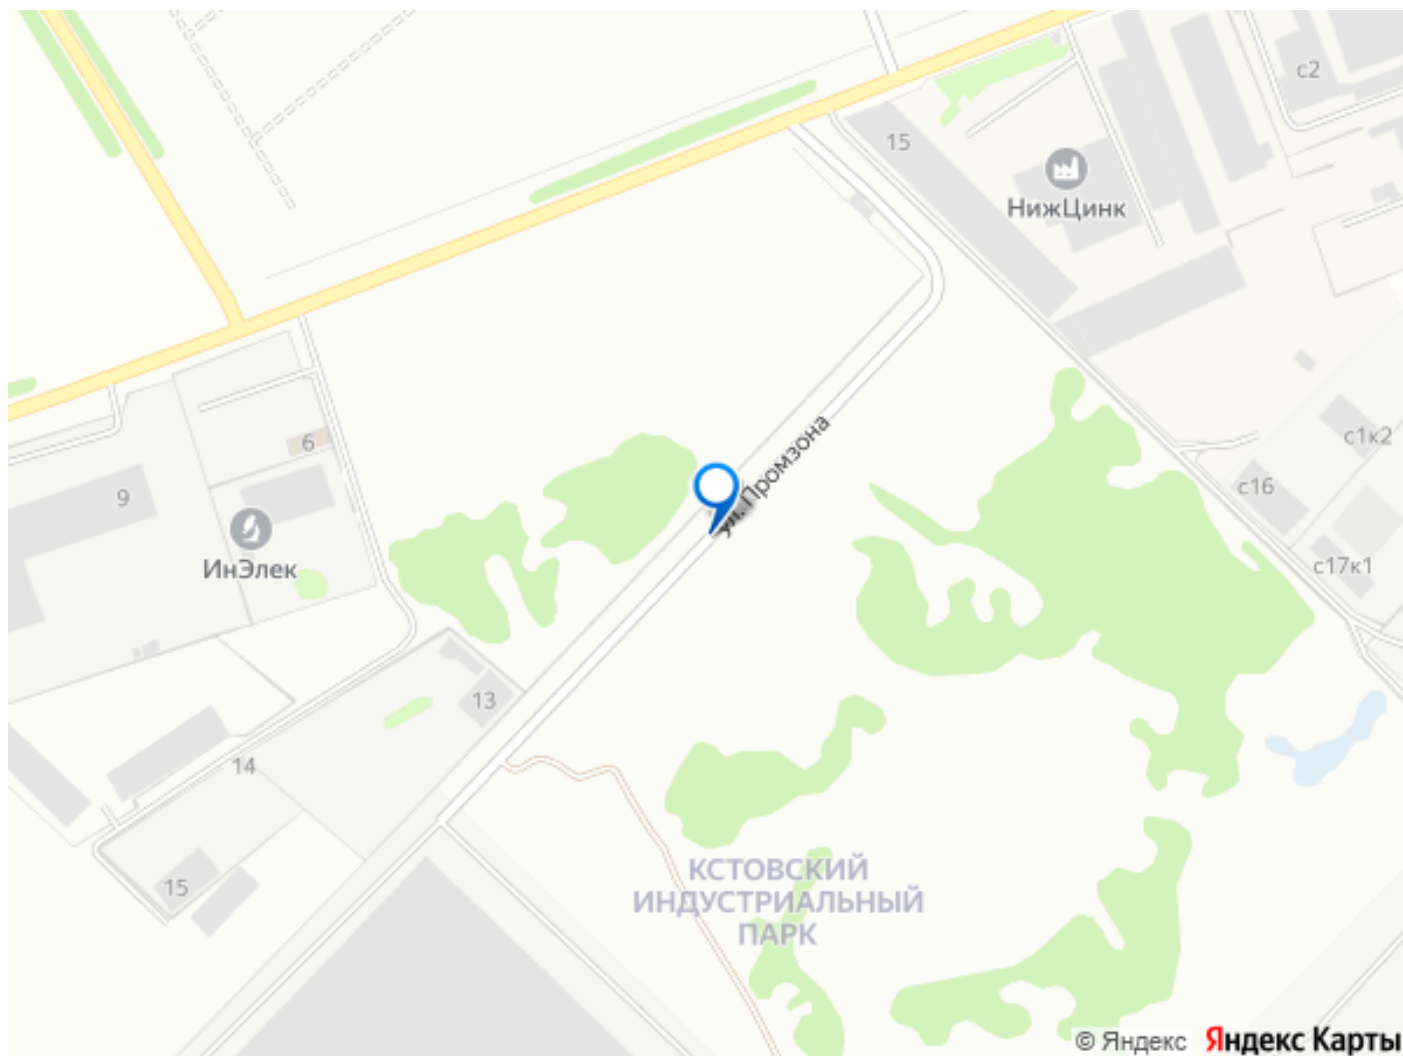 с2
15
НижЦинк
ул. Промзона
с1к2
6
9
с16
ИнЭлек
с17к1
13
14
15
КСТОВСКИЙ
ИНДУСТРИАЛЬНЫЙ
ПАРК
© Яндекс Яндекс Карты